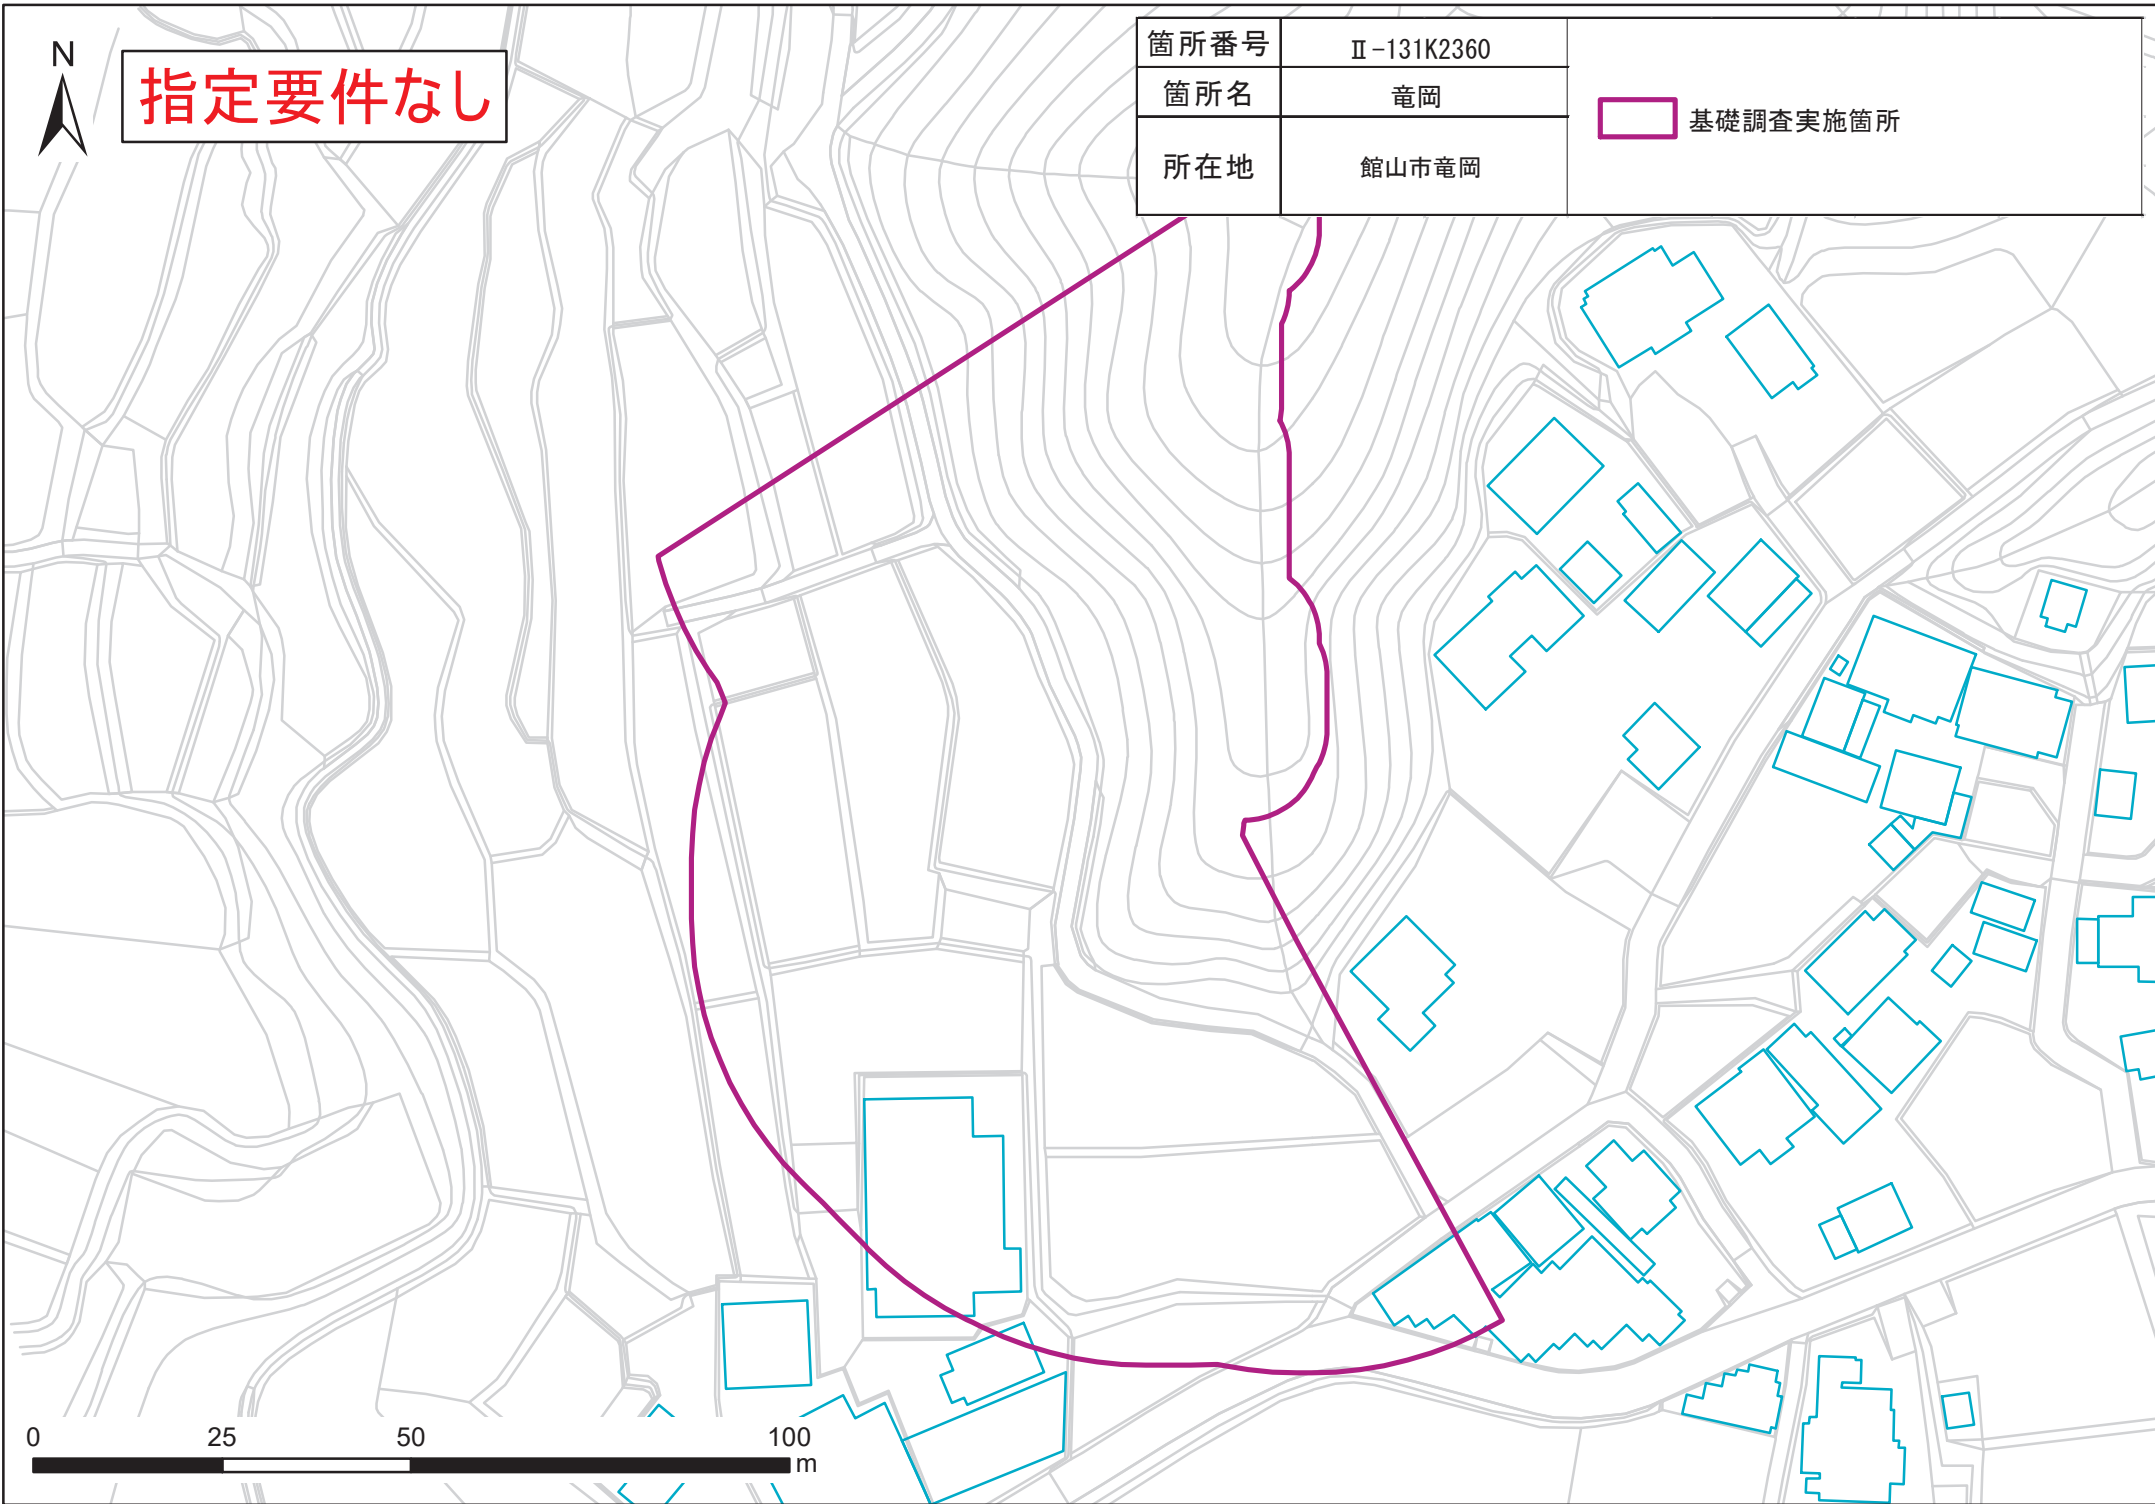 N
指定要件なし
箇所番号 Ⅱ-131K2360
箇所名 竜岡
所在地 館山市竜岡
基礎調査実施箇所
0 25 50 100
m